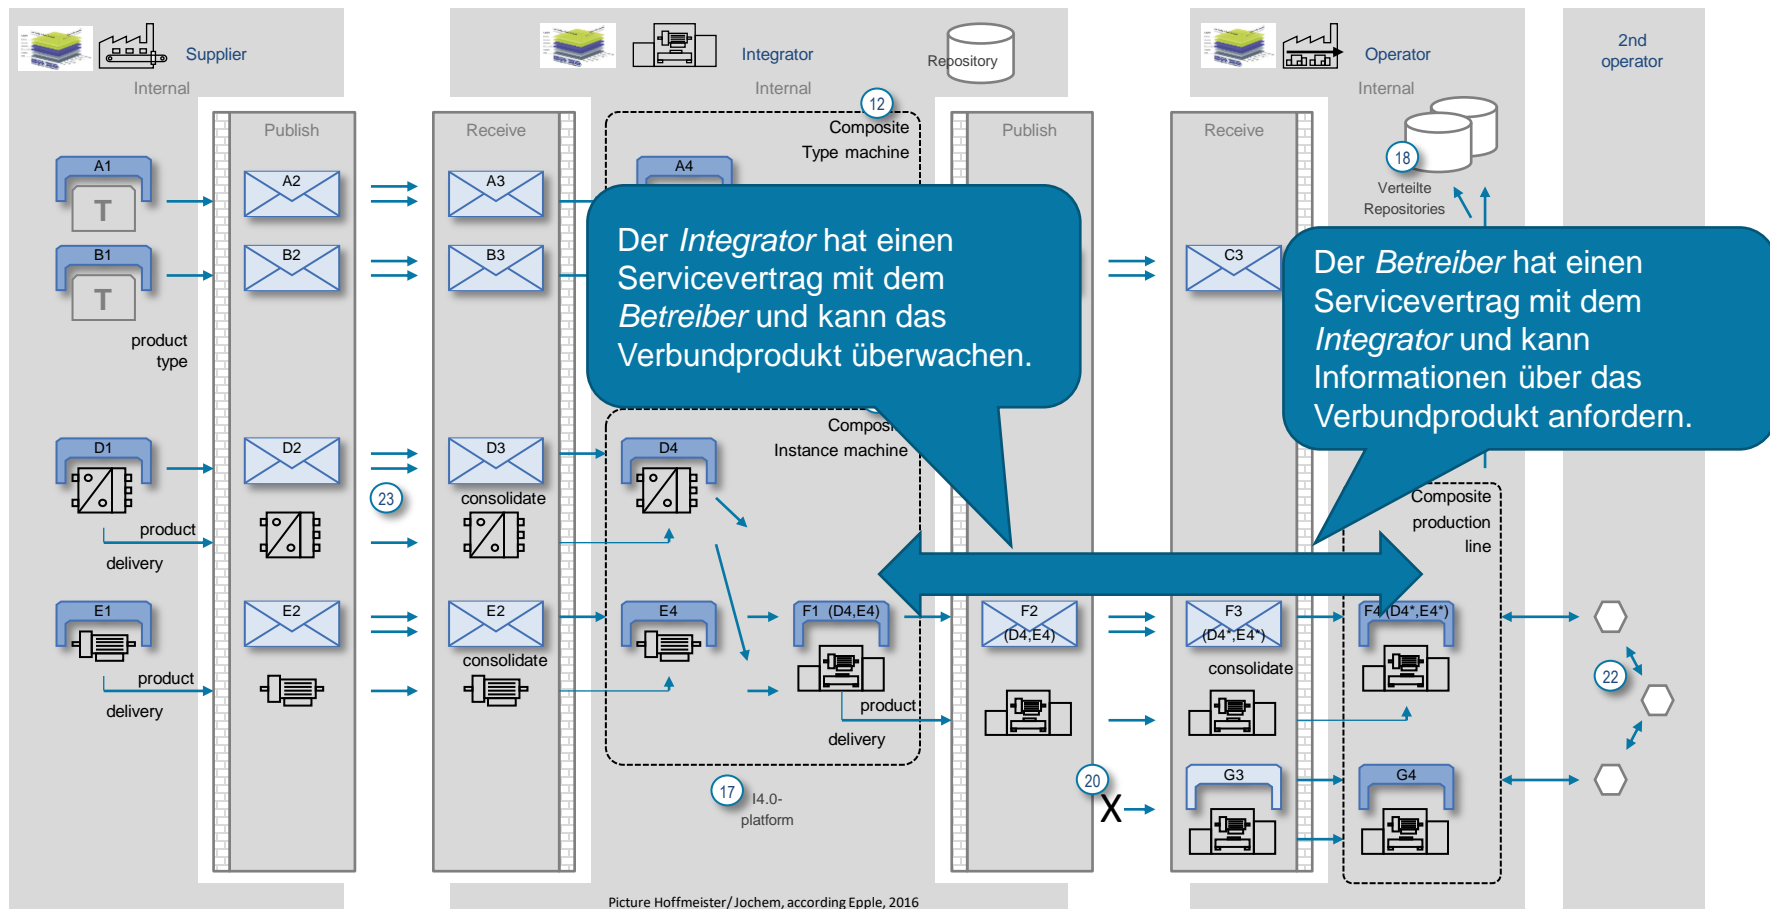 Supplier
Internal
Integrator
Internal
Repository
Operator
Internal
2nd
operator
Publish
Receive
12
Composite
Type machine
Publish
Receive
18
Verteilte
Repositories
A1
T
A2
A3
A4
B1
T
B2
B3
C3
product
type
Der Integrator hat einen
Servicevertrag mit dem
Betreiber und kann das
Verbundprodukt überwachen.
Der Betreiber hat einen
Servicevertrag mit dem
Integrator und kann
Informationen über das
Verbundprodukt anfordern.
Composi
Instance machine
D1
D2
D3
D4
23
consolidate
product
delivery
Composite
production
line
E1
E2
E2
E4
F1 (D4,E4)
F2
(D4,E4)
F3
(D4*,E4*)
F4 (D4*,E4*)
consolidate
consolidate
product
delivery
product
delivery
22
17
I4.0-
platform
20
X
G3
G4
Picture Hoffmeister/Jochem, according Epple, 2016